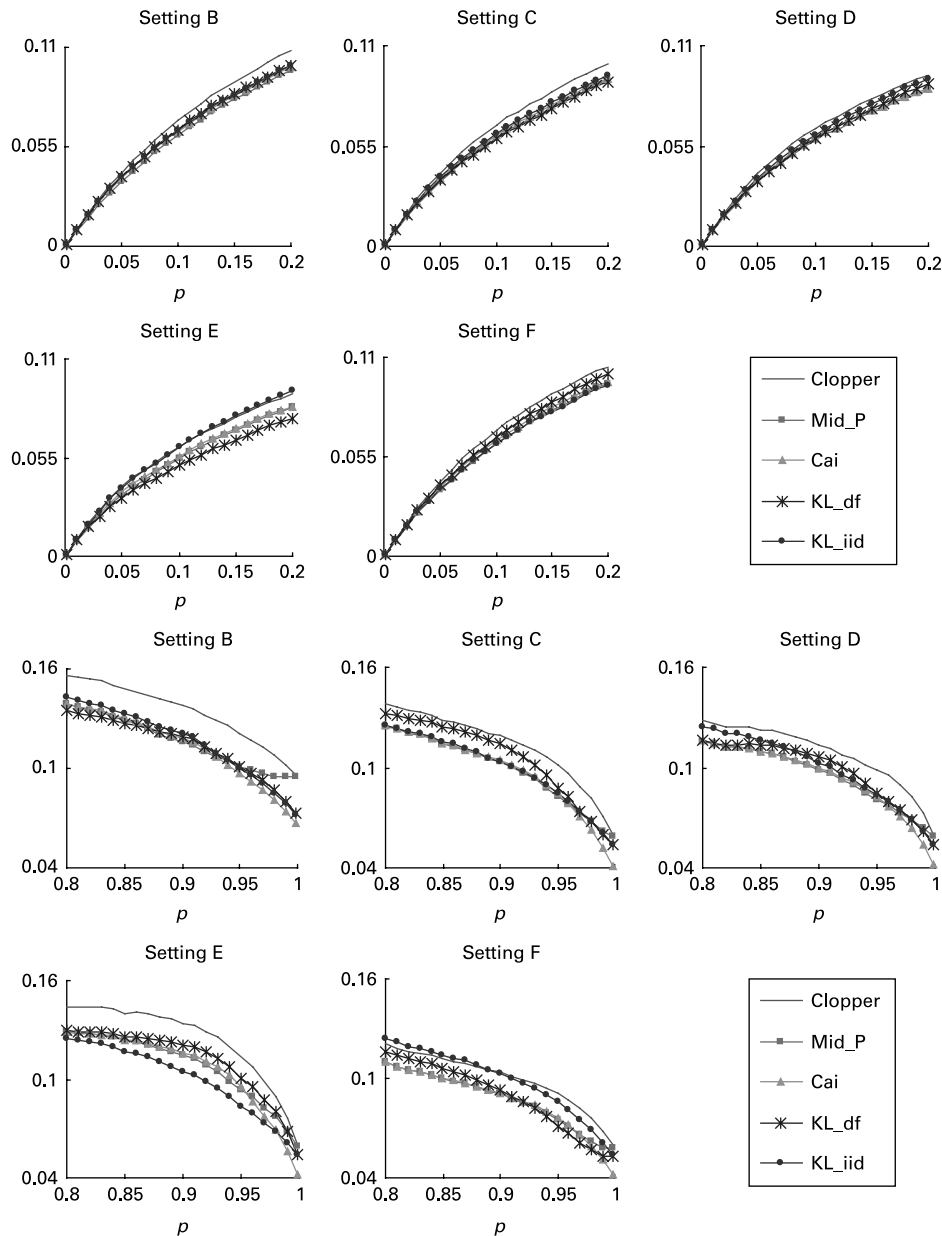 Setting B
Setting C
Setting D
0.11
0.055
0
0 0.05 0.1 0.15 0.2
p
0.11
0.055
0
0 0.05 0.1 0.15 0.2
p
0.11
0.055
0
0 0.05 0.1 0.15 0.2
p
Setting E
Setting F
0.11
0.055
0
0 0.05 0.1 0.15 0.2
p
0.11
0.055
0
0 0.05 0.1 0.15 0.2
p
Clopper
Mid_P
Cai
KL_df
KL_iid
Setting B
Setting C
Setting D
0.16
0.1
0.04
0.8 0.85 0.9 0.95 1
p
0.16
0.1
0.04
0.8 0.85 0.9 0.95 1
p
0.16
0.1
0.04
0.8 0.85 0.9 0.95 1
p
Setting E
Setting F
0.16
0.1
0.04
0.8 0.85 0.9 0.95 1
p
0.16
0.1
0.04
0.8 0.85 0.9 0.95 1
p
Clopper
Mid_P
Cai
KL_df
KL_iid